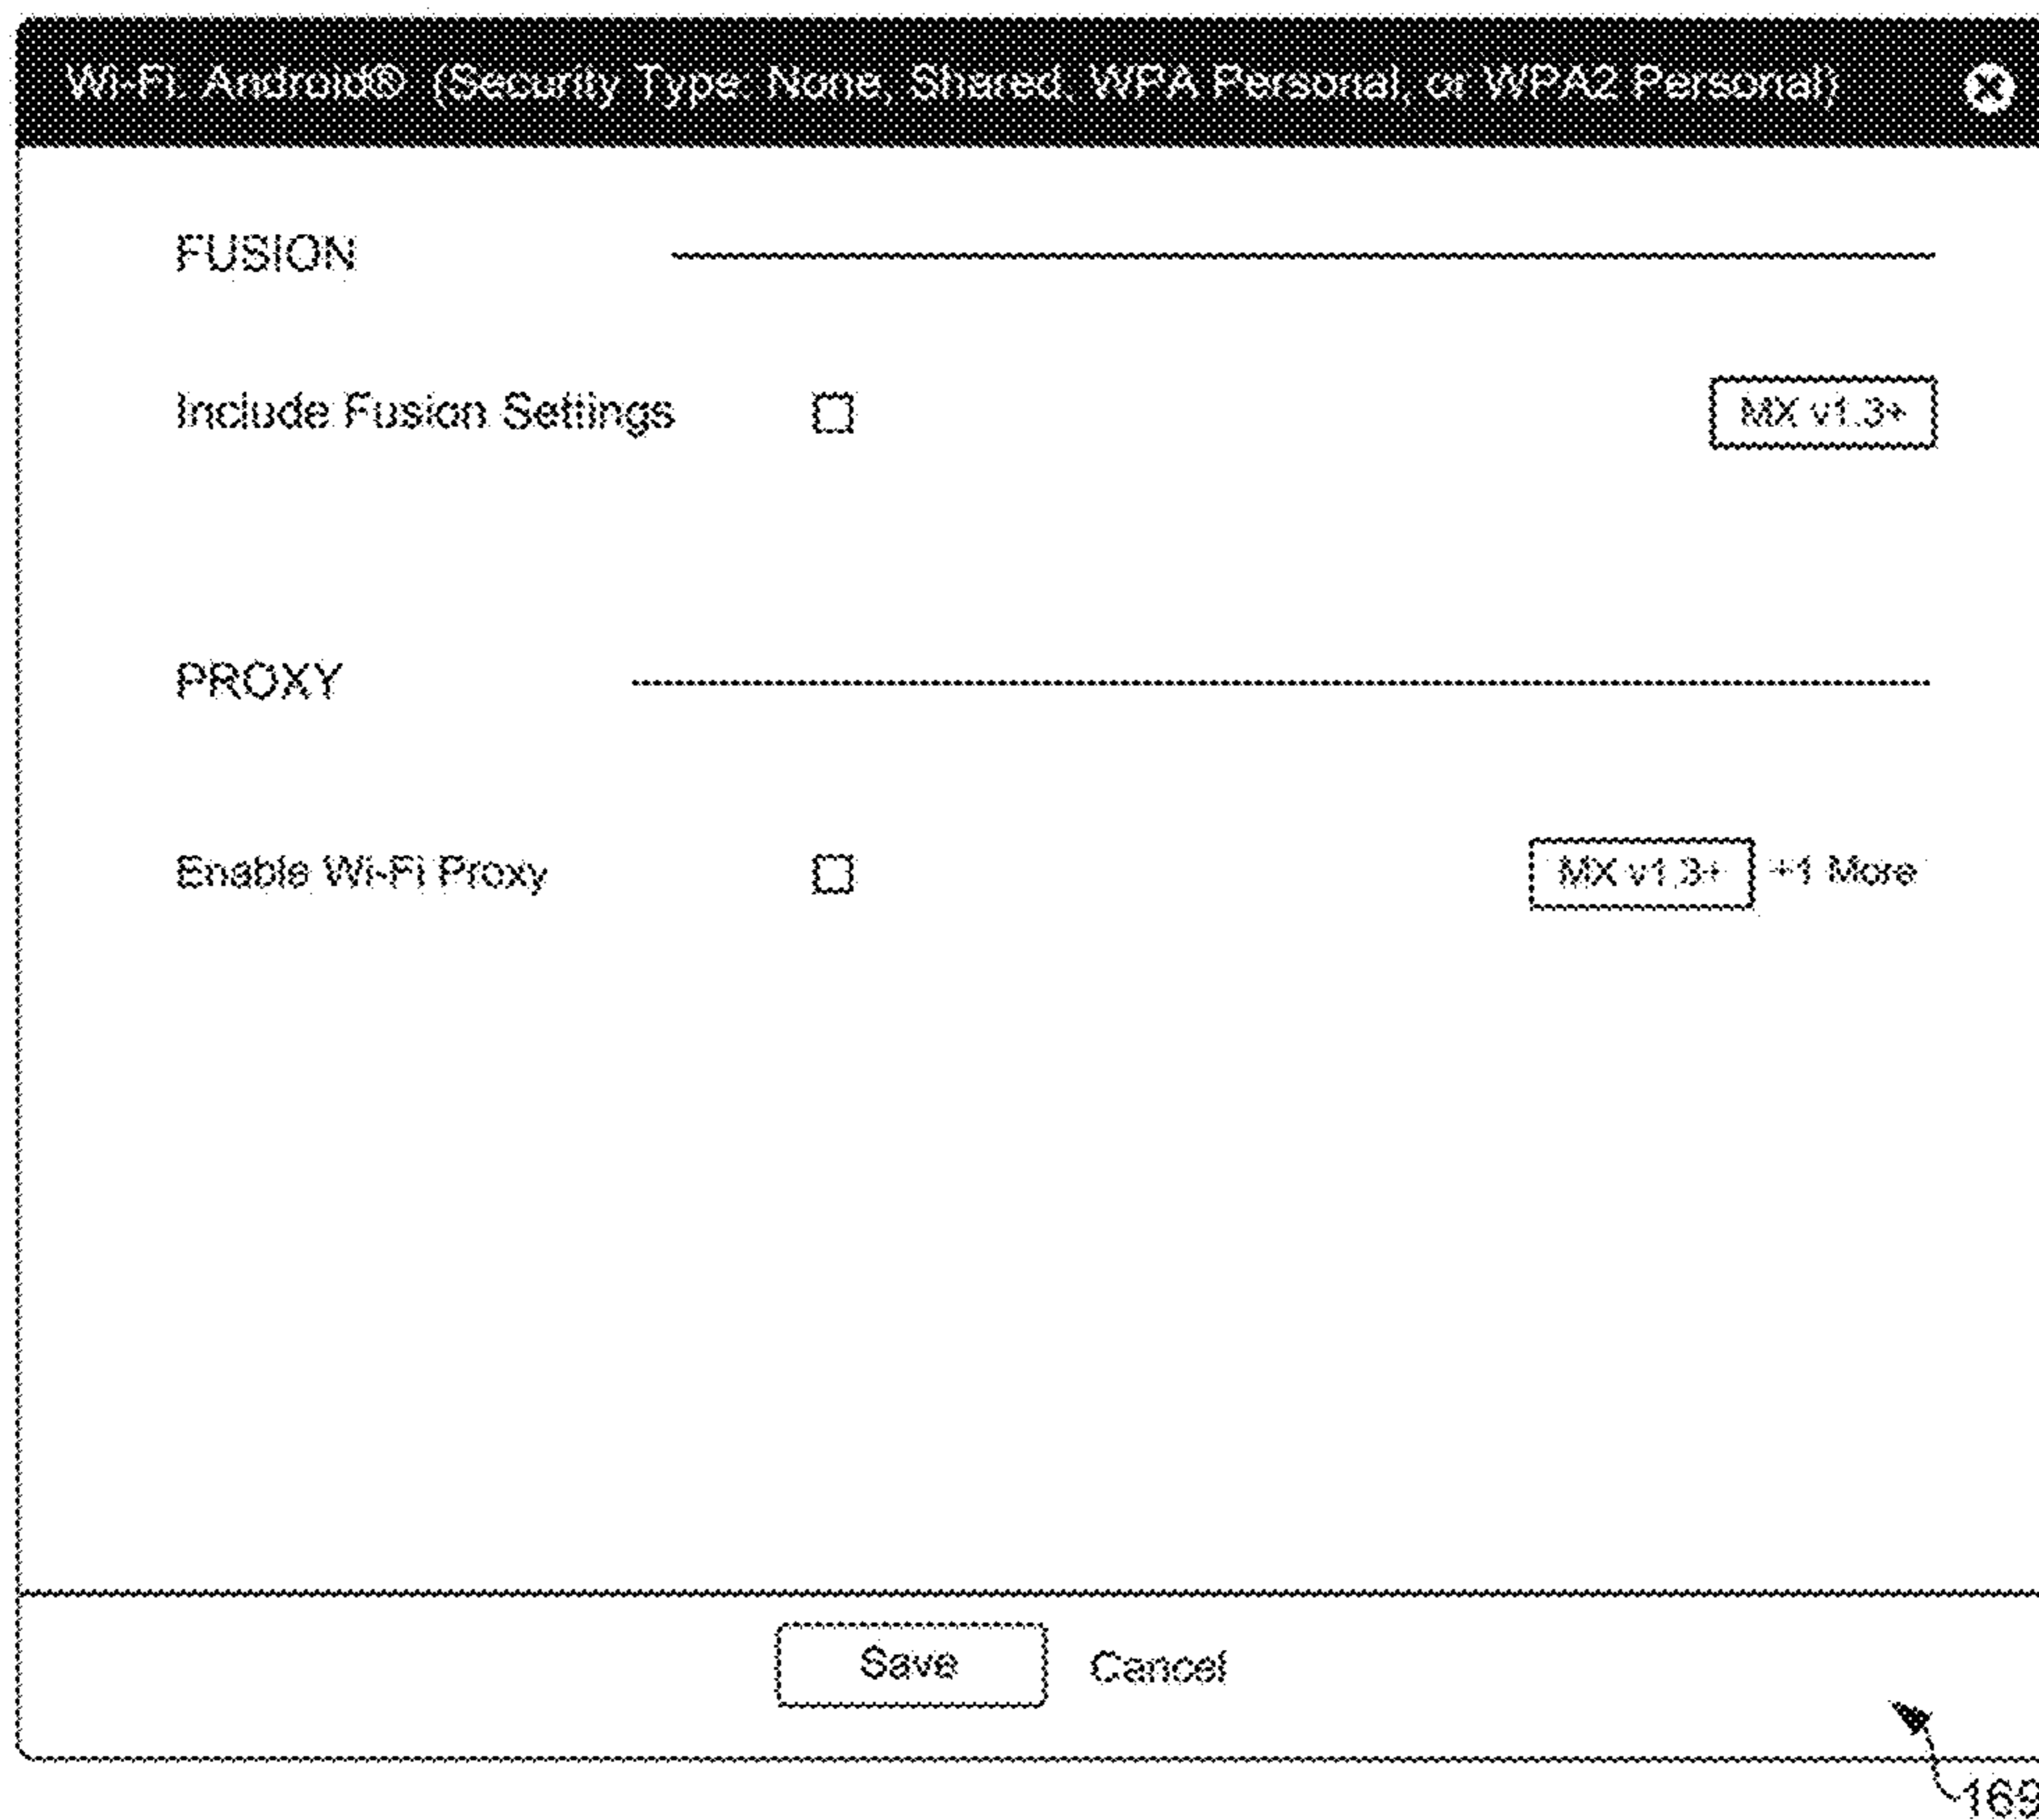 Wi-Fi: Android® (Security Type: None, Shared, WPA Personal, or WPA2 Personal)
FUSION
Include Fusion Settings
MX v1.3+
PROXY
Enable Wi-Fi Proxy
MX v1.3+ +1 More
Save Cancel